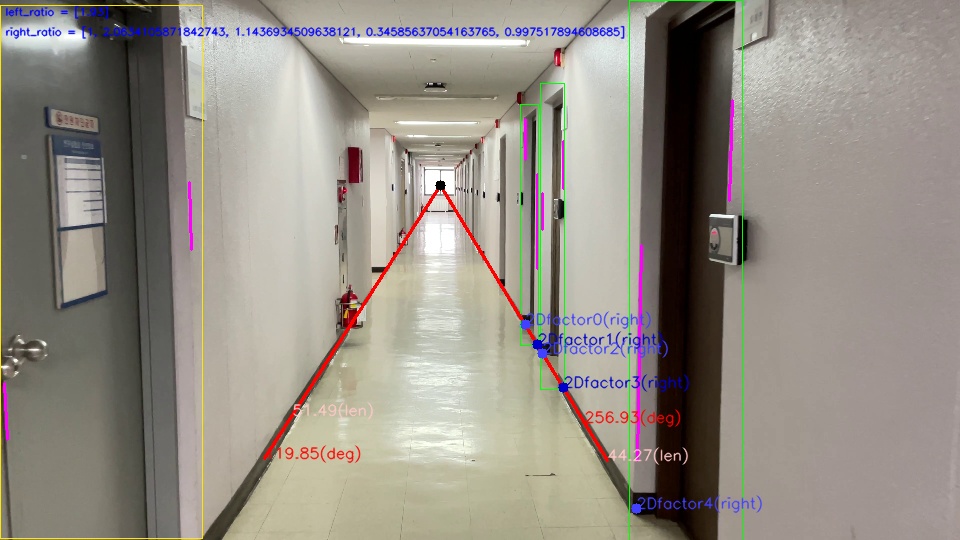 left_ratio = [1.43]
right_ratio = [1, 2.0634105871842743, 1.1436934509638121, 0.34585637054163765, 0.997517894608685]
2Dfactor0(right)
2Dfactor1(right)
2Dfactor2(right)
2Dfactor3(right)
51.49(len)
256.93(deg)
19.85(deg)
44.27(len)
2Dfactor4(right)